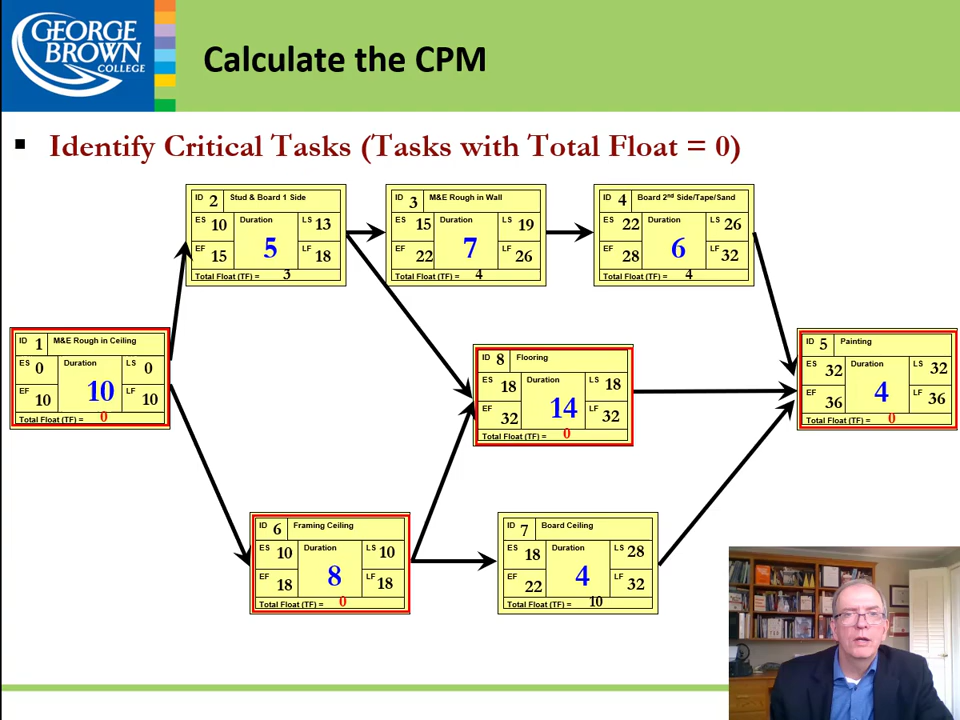 GEORGE
BROWN
COLLEGE
Calculate the CPM
▪ Identify Critical Tasks (Tasks with Total Float = 0)
ID 2 Stud & Board 1 Side
ES 10 Duration LS 13
5
EF 15 LF 18
Total Float (TF) = 3
ID 3 M&E Rough in Wall
ES 15 Duration LS 19
7
EF 22 LF 26
Total Float (TF) = 4
ID 4 Board 2nd Side/Tape/Sand
ES 22 Duration LS 26
6
EF 28 LF 32
Total Float (TF) = 4
ID 1 M&E Rough in Ceiling
ES 0 Duration LS 0
10
EF 10 LF 10
Total Float (TF) = 0
ID 8 Flooring
ES 18 Duration LS 18
14
EF 32 LF 32
Total Float (TF) = 0
ID 5 Painting
ES 32 Duration LS 32
4
EF 36 LF 36
Total Float (TF) = 0
ID 6 Framing Ceiling
ES 10 Duration LS 10
8
EF 18 LF 18
Total Float (TF) = 0
ID 7 Board Ceiling
ES 18 Duration LS 28
4
EF 22 LF 32
Total Float (TF) = 10